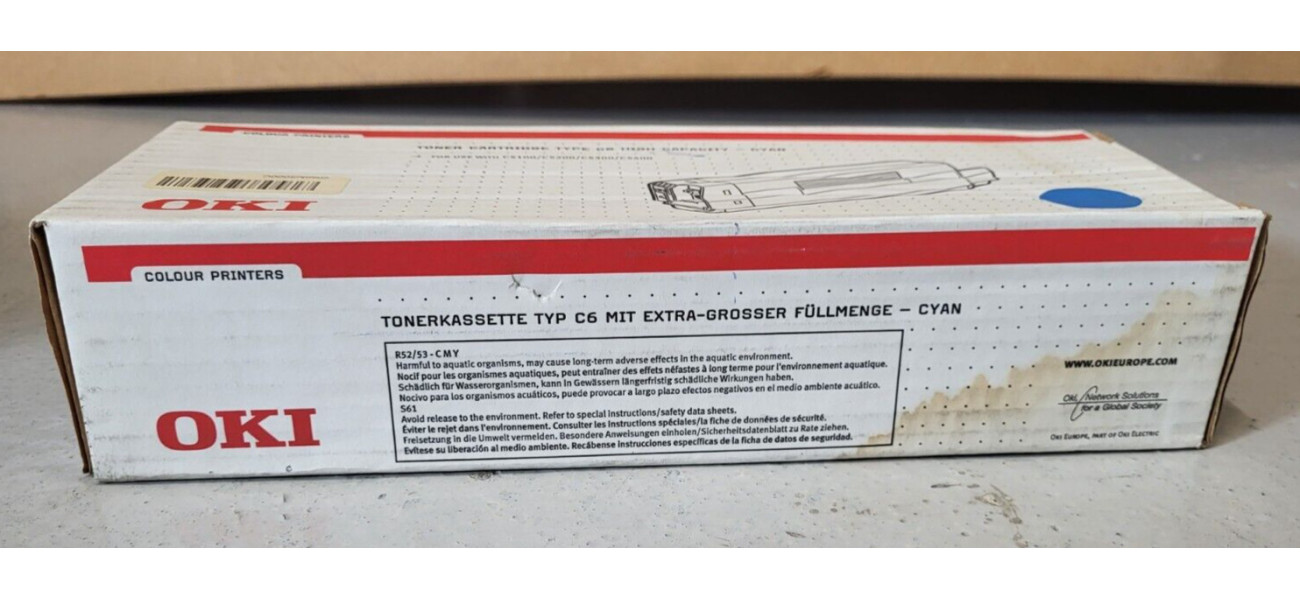 COLOUR PRINTERS
TONER CARTRIDGE TYPE C6 HIGH CAPACITY – CYAN
FOR USE WITH C5100/C5200/C5300/C5400
OKI
COLOUR PRINTERS
TONERKASSETTE TYP C6 MIT EXTRA-GROSSER FÜLLMENGE – CYAN
R52/53 - CMY
Harmful to aquatic organisms, may cause long-term adverse effects in the aquatic environment.
Nocif pour les organismes aquatiques, peut entraîner des effets néfastes à long terme pour l'environnement aquatique.
Schädlich für Wasserorganismen, kann in Gewässern längerfristig schädliche Wirkungen haben.
Nocivo para los organismos acuáticos, puede provocar a largo plazo efectos negativos en el medio ambiente acuático.
S61
Avoid release to the environment. Refer to special instructions/safety data sheets.
Éviter le rejet dans l'environnement. Consulter les instructions spéciales/la fiche de données de sécurité.
Freisetzung in die Umwelt vermeiden. Besondere Anweisungen einholen/Sicherheitsdatenblatt zu Rate ziehen.
Evítese su liberación al medio ambiente. Recábense instrucciones específicas de la ficha de datos de seguridad.
OKI
WWW.OKIEUROPE.COM
Oki, Network Solutions
for a Global Society
OKI EUROPE, PART OF OKI ELECTRIC